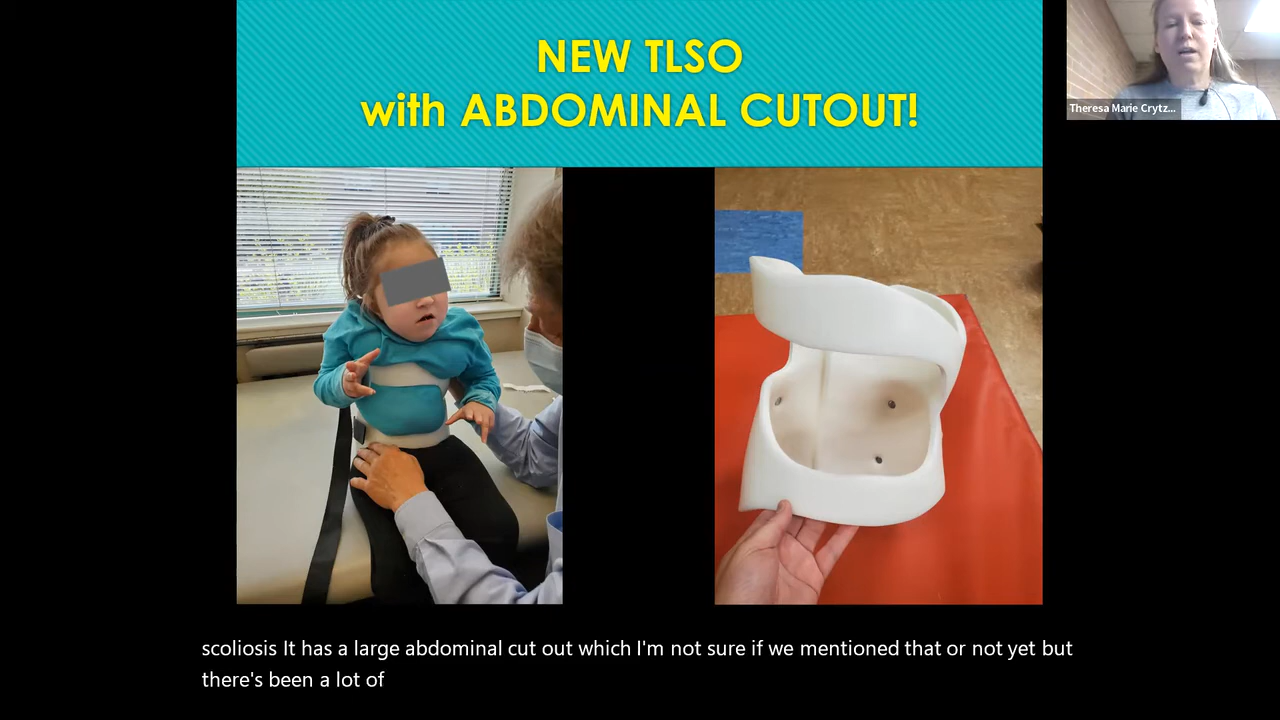 NEW TLSO
with ABDOMINAL CUTOUT!
Theresa Marie Crytz...
scoliosis It has a large abdominal cut out which I'm not sure if we mentioned that or not yet but
there's been a lot of